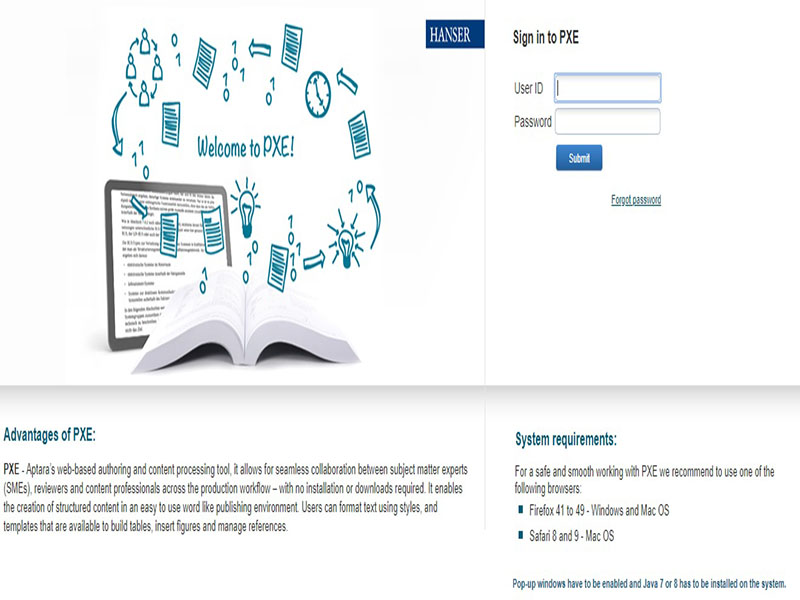 HANSER
Welcome to PXE!
Sign in to PXE
User ID
Password
Submit
Forgot password
Advantages of PXE:
PXE - Aptara's web-based authoring and content processing tool, it allows for seamless collaboration between subject matter experts
(SMEs), reviewers and content professionals across the production workflow – with no installation or downloads required. It enables
the creation of structured content in an easy to use word like publishing environment. Users can format text using styles, and
templates that are available to build tables, insert figures and manage references.
System requirements:
For a safe and smooth working with PXE we recommend to use one of the
following browsers:
Firefox 41 to 49 - Windows and Mac OS
Safari 8 and 9 - Mac OS
Pop-up windows have to be enabled and Java 7 or 8 has to be installed on the system.